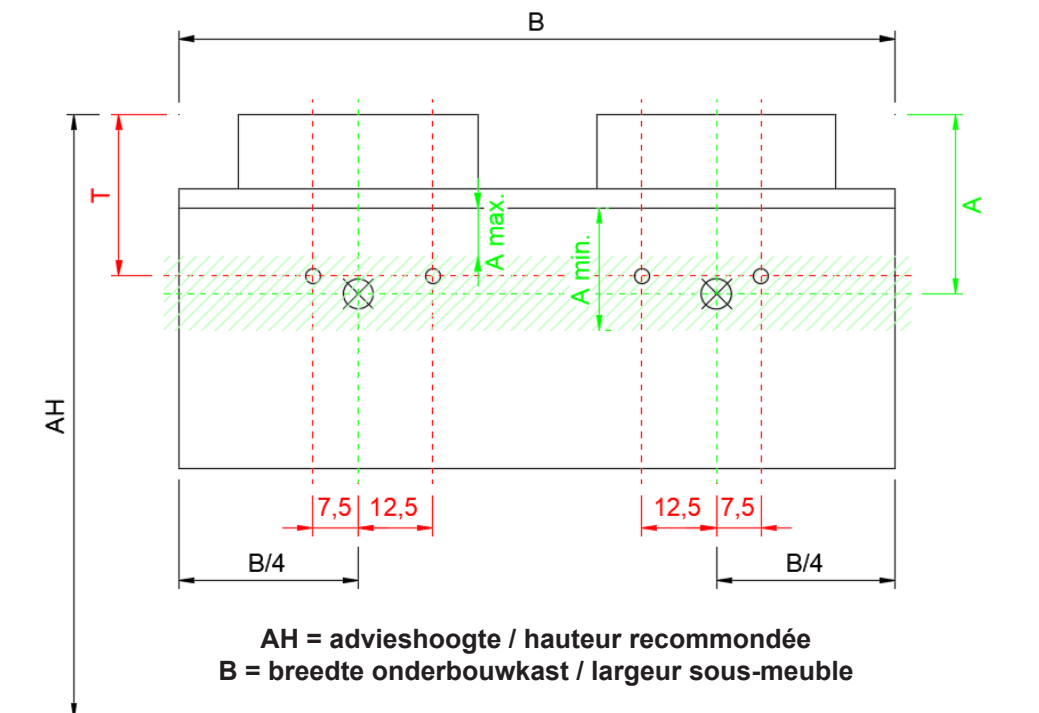 B
T
A max.
A min.
A
AH
7,5 12,5 12,5 7,5
B/4 B/4
AH = advieshoogte / hauteur recommondée
B = breedte onderbouwkast / largeur sous-meuble